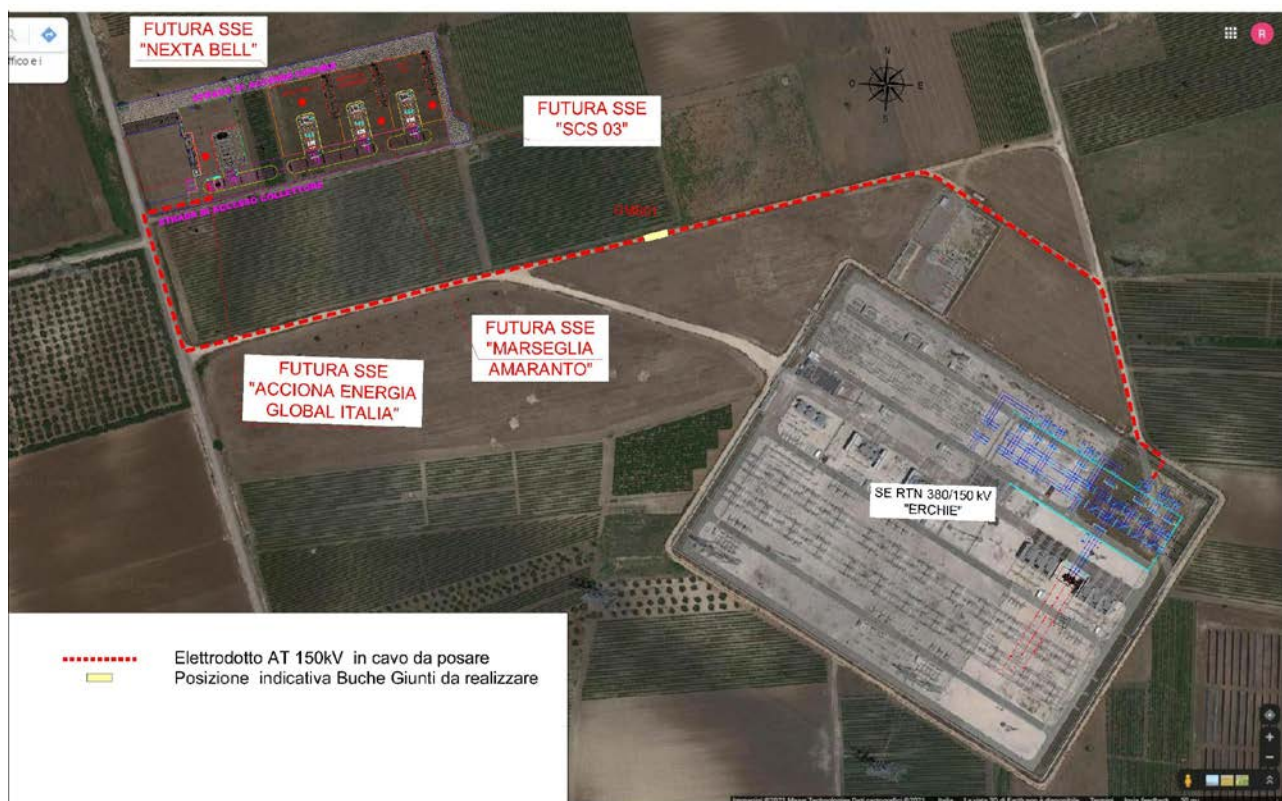 ffico e i
R
FUTURA SSE
"NEXTA BELL"
N
O
E
S
FUTURA SSE
"SCS 03"
STRADA DI ACCESSO COLLETTORE
FUTURA SSE
"MARSEGLIA
AMARANTO"
FUTURA SSE
"ACCIONA ENERGIA
GLOBAL ITALIA"
SE RTN 380/150 kV
"ERCHIE"
Elettrodotto AT 150kV in cavo da posare
Posizione indicativa Buche Giunti da realizzare